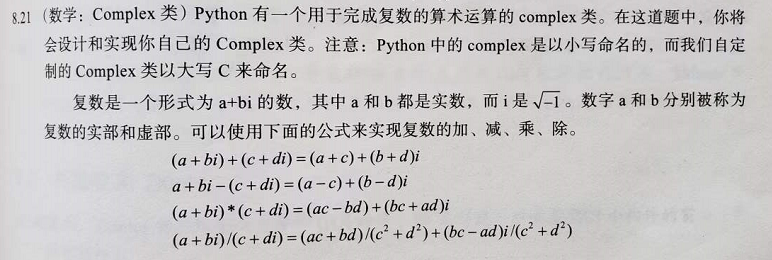 8.21（数学：Complex 类）Python 有一个用于完成复数的算术运算的 complex 类。在这道题中，你将
会设计和实现你自己的 Complex 类。注意：Python 中的 complex 是以小写命名的，而我们自定
制的 Complex 类以大写 C 来命名。
复数是一个形式为 a+bi 的数，其中 a 和 b 都是实数，而 i 是 √-1。数字 a 和 b 分别被称为
复数的实部和虚部。可以使用下面的公式来实现复数的加、减、乘、除。
(a+bi)+(c+di)=(a+c)+(b+d)i
a+bi-(c+di)=(a-c)+(b-d)i
(a+bi)*(c+di)=(ac-bd)+(bc+ad)i
(a+bi)/(c+di)=(ac+bd)/(c²+d²)+(bc-ad)i/(c²+d²)